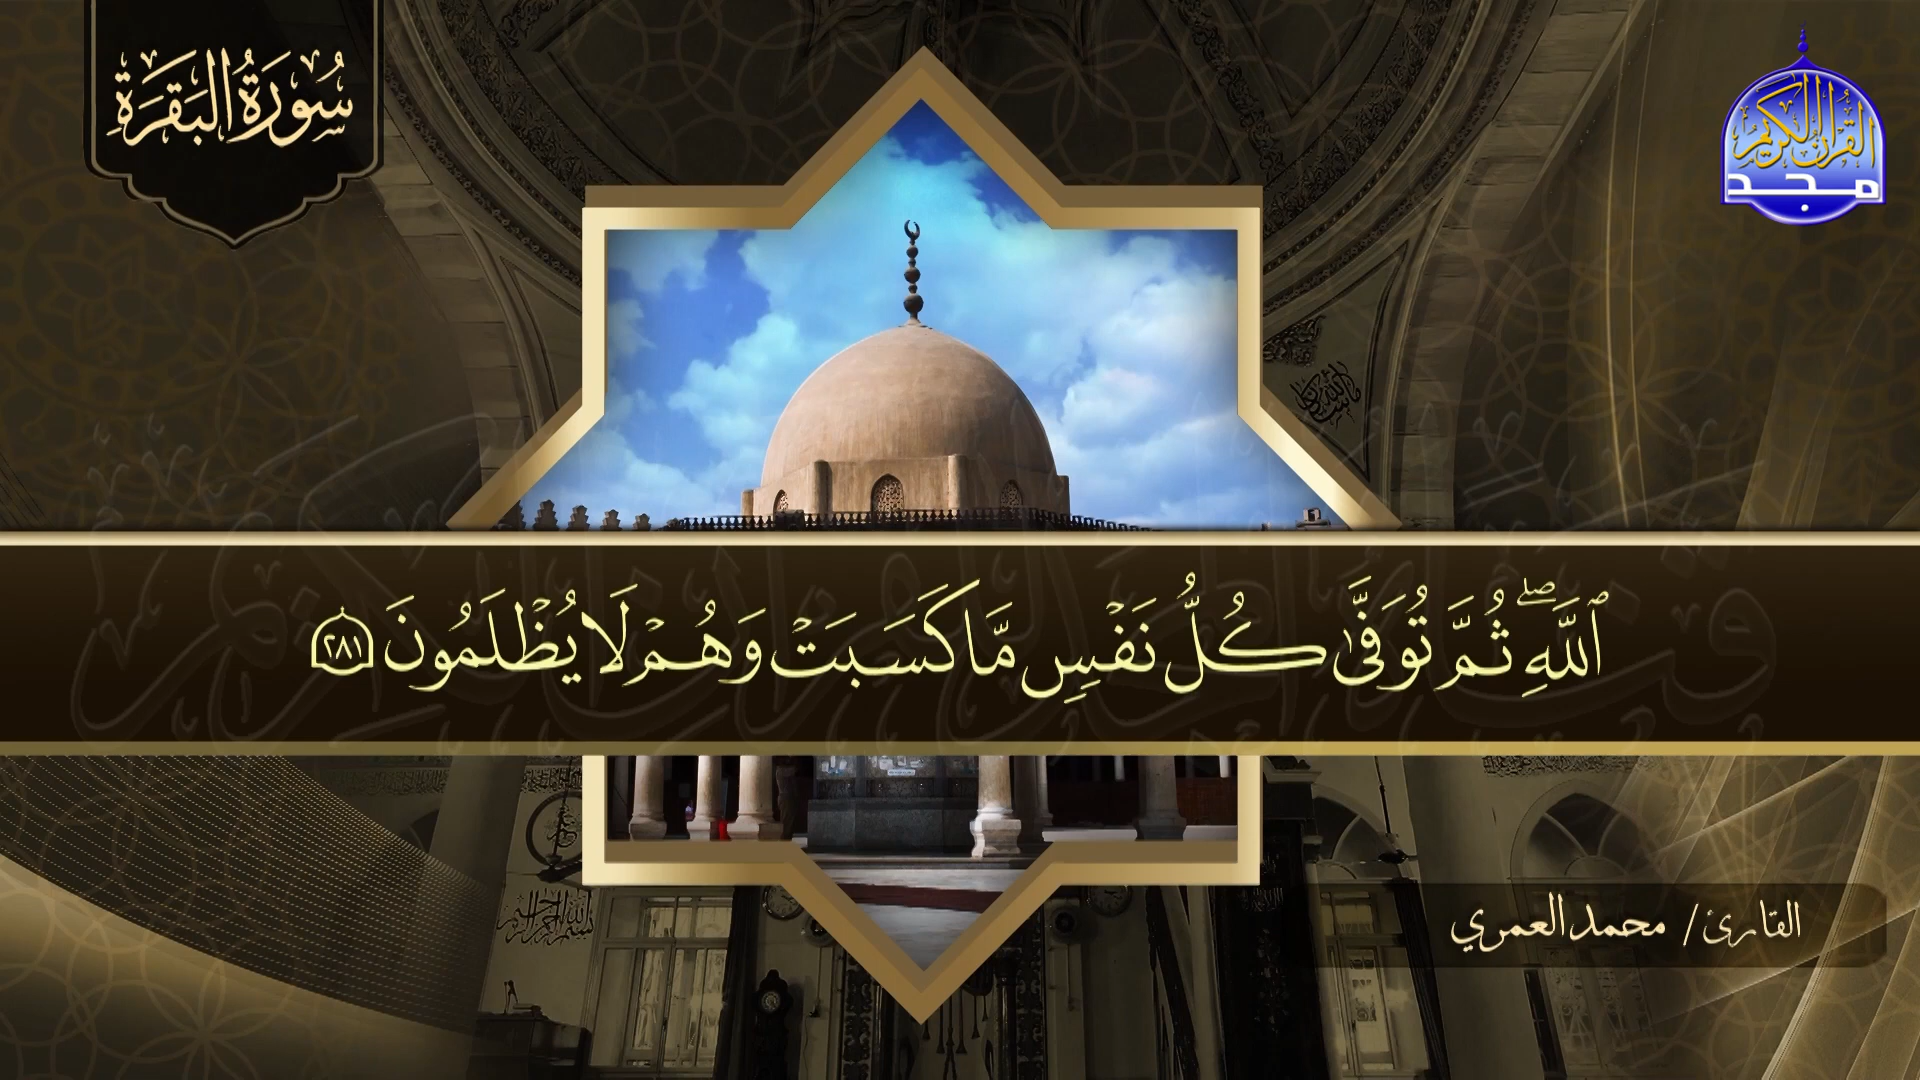 سُورَةُ البَقَرَةِ
القرآن الكريم
مجد
ٱللَّهِۖ ثُمَّ تُوَفَّىٰ كُلُّ نَفۡسٖ مَّا كَسَبَتۡ وَهُمۡ لَا يُظۡلَمُونَ ٢٨١
القارئ/ محمد العمري